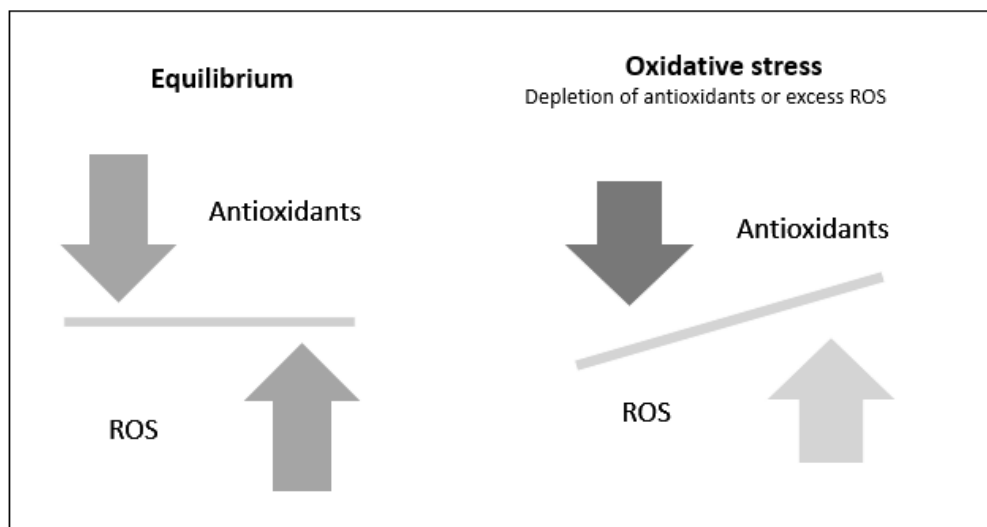 Equilibrium
Antioxidants
ROS
Oxidative stress
Depletion of antioxidants or excess ROS
Antioxidants
ROS